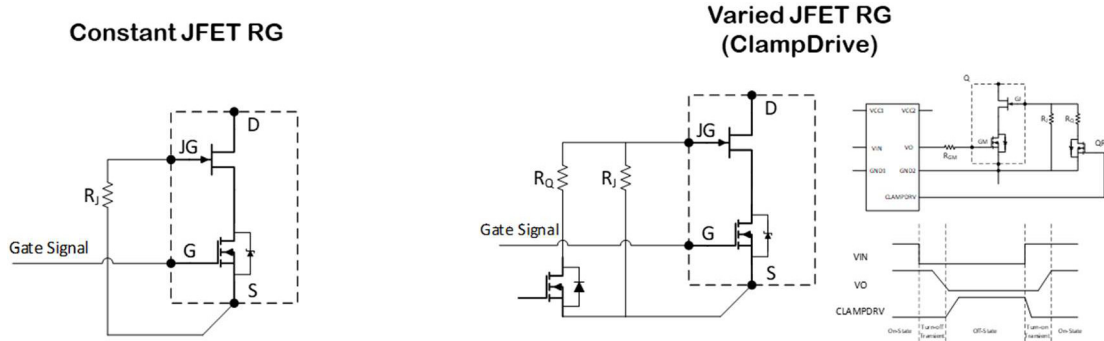 Constant JFET RG
Varied JFET RG
(ClampDrive)
D
JG
RJ
Gate Signal
G
S
D
JG
RQ
RJ
Gate Signal
G
S
Q
VCC1
VCC2
GJ
RJ
RQ
VIN
VO
GM
QR
RGM
GND1
GND2
CLAMPDRV
VIN
VO
CLAMPDRV
On-State
Turn-off Transient
Off-State
Turn-on Transient
On-State